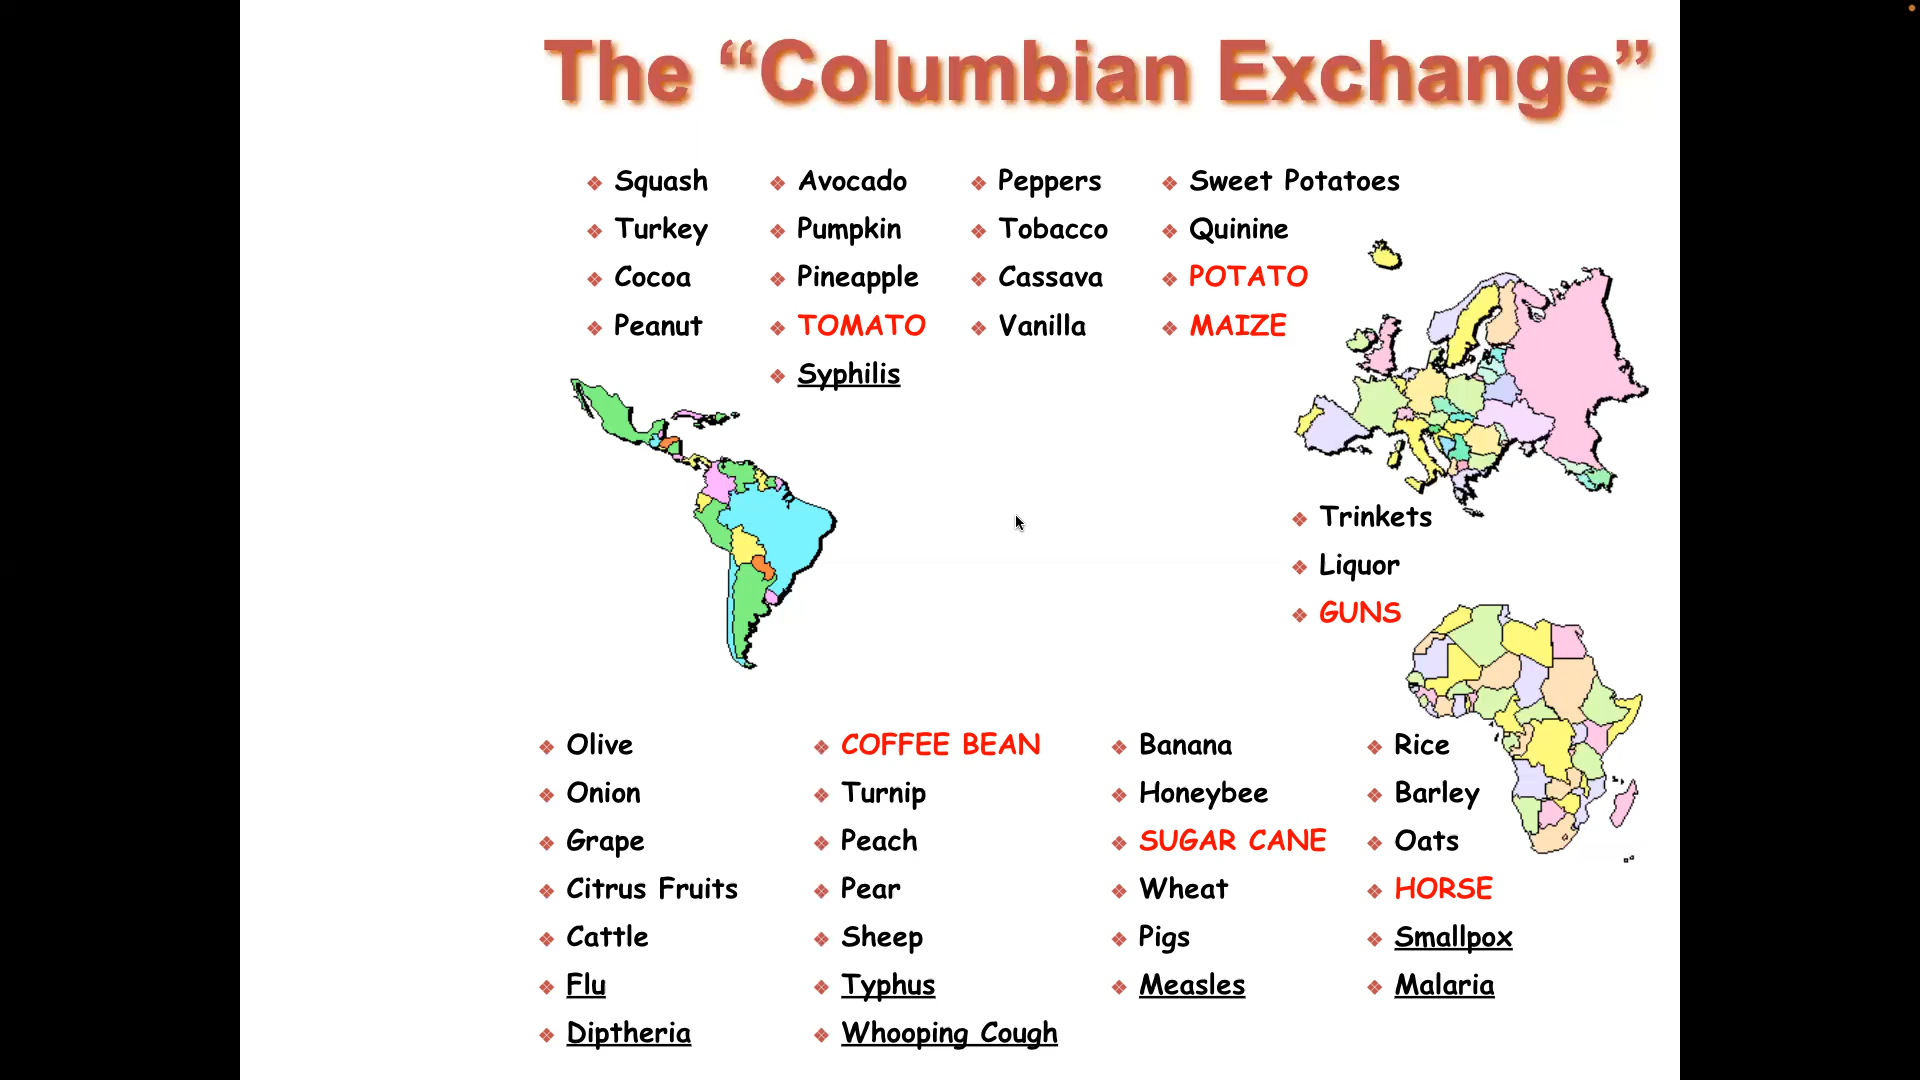 The “Columbian Exchange”
Squash Avocado Peppers Sweet Potatoes
Turkey Pumpkin Tobacco Quinine
Cocoa Pineapple Cassava POTATO
Peanut TOMATO Vanilla MAIZE
Syphilis
Trinkets
Liquor
GUNS
Olive COFFEE BEAN Banana Rice
Onion Turnip Honeybee Barley
Grape Peach SUGAR CANE Oats
Citrus Fruits Pear Wheat HORSE
Cattle Sheep Pigs Smallpox
Flu Typhus Measles Malaria
Diptheria Whooping Cough